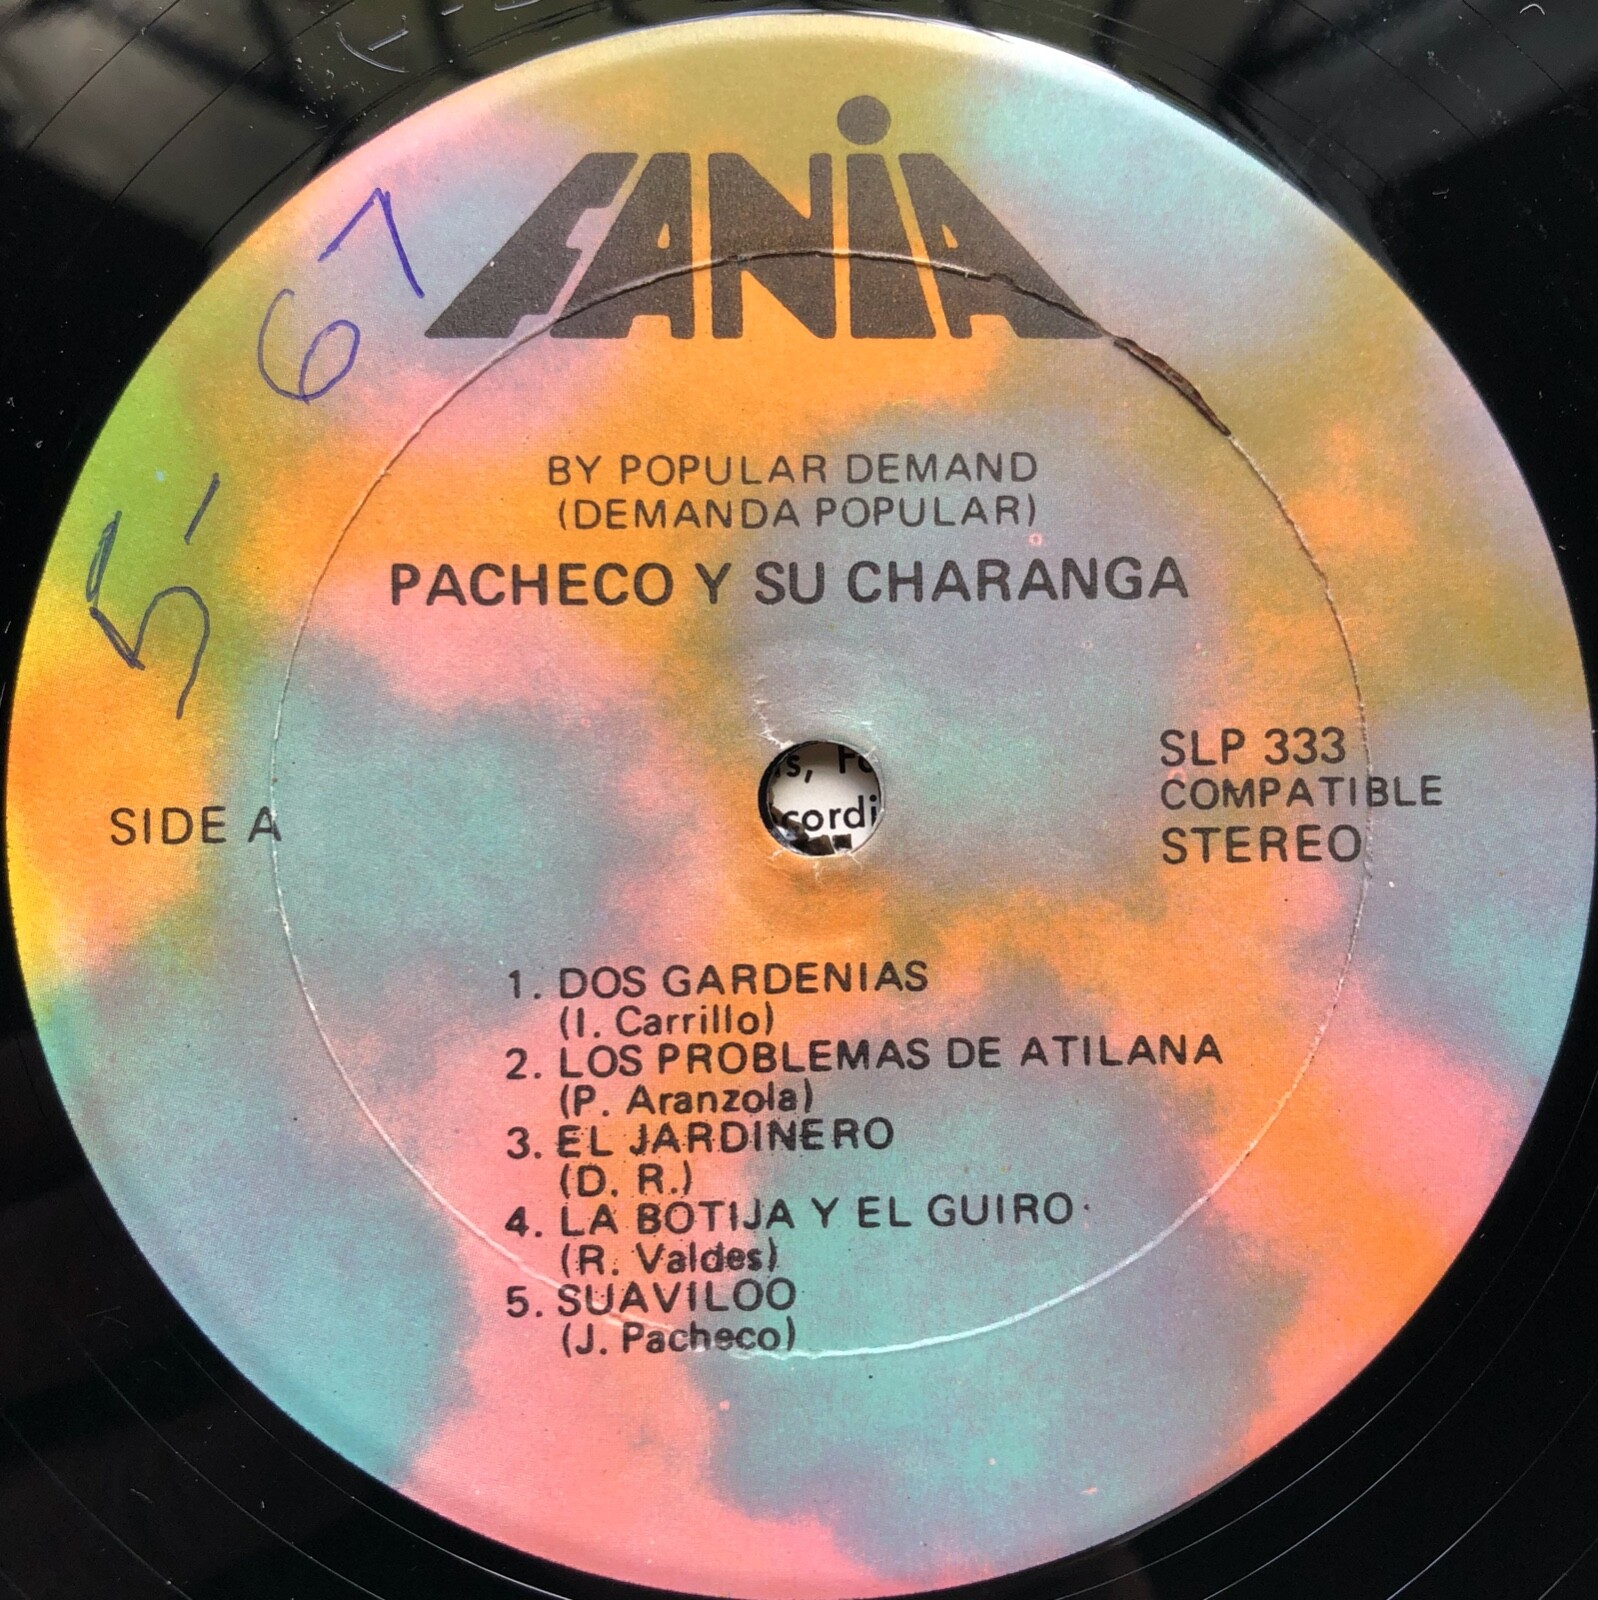 FANIA
5-67
BY POPULAR DEMAND
(DEMANDA POPULAR)
PACHECO Y SU CHARANGA
SLP 333
COMPATIBLE
STEREO
SIDE A
cordi
1. DOS GARDENIAS
(I. Carrillo)
2. LOS PROBLEMAS DE ATILANA
(P. Aranzola)
3. EL JARDINERO
(D. R.)
4. LA BOTIJA Y EL GUIRO
(R. Valdes)
5. SUAVILOO
(J. Pacheco)